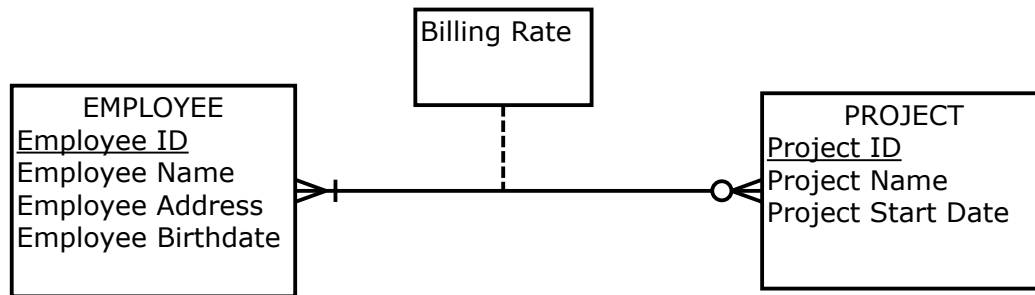 Billing Rate
EMPLOYEE
Employee ID
Employee Name
Employee Address
Employee Birthdate
PROJECT
Project ID
Project Name
Project Start Date